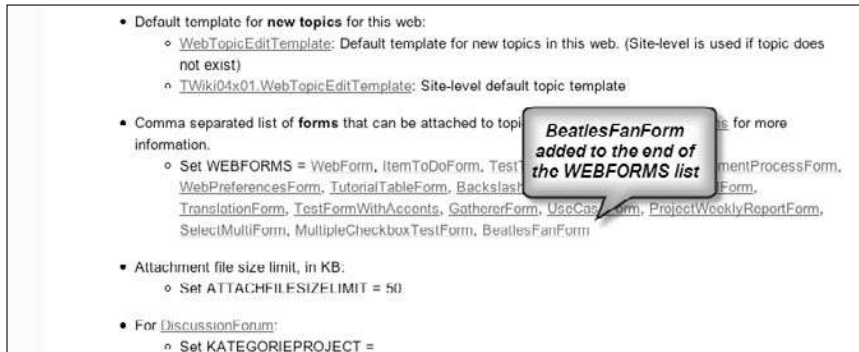 Default template for new topics for this web:
WebTopicEditTemplate: Default template for new topics in this web. (Site-level is used if topic does
not exist)
TWiki04x01.WebTopicEditTemplate: Site-level default topic template
Comma separated list of forms that can be attached to topi for more
information.
Set WEBFORMS = WebForm, ItemToDoForm, TestT mentProcessForm,
WebPreferencesForm, TutorialTableForm, Backslash Form,
TranslationForm, TestFormWithAccents, GathererForm, UseCas orm, ProjectWeeklyReportForm,
SelectMultiForm, MultipleCheckboxTestForm, BeatlesFanForm
BeatlesFanForm
added to the end of
the WEBFORMS list
Attachment file size limit, in KB:
Set ATTACHFILESIZELIMIT = 50
For DiscussionForum:
Set KATEGORIEPROJECT =